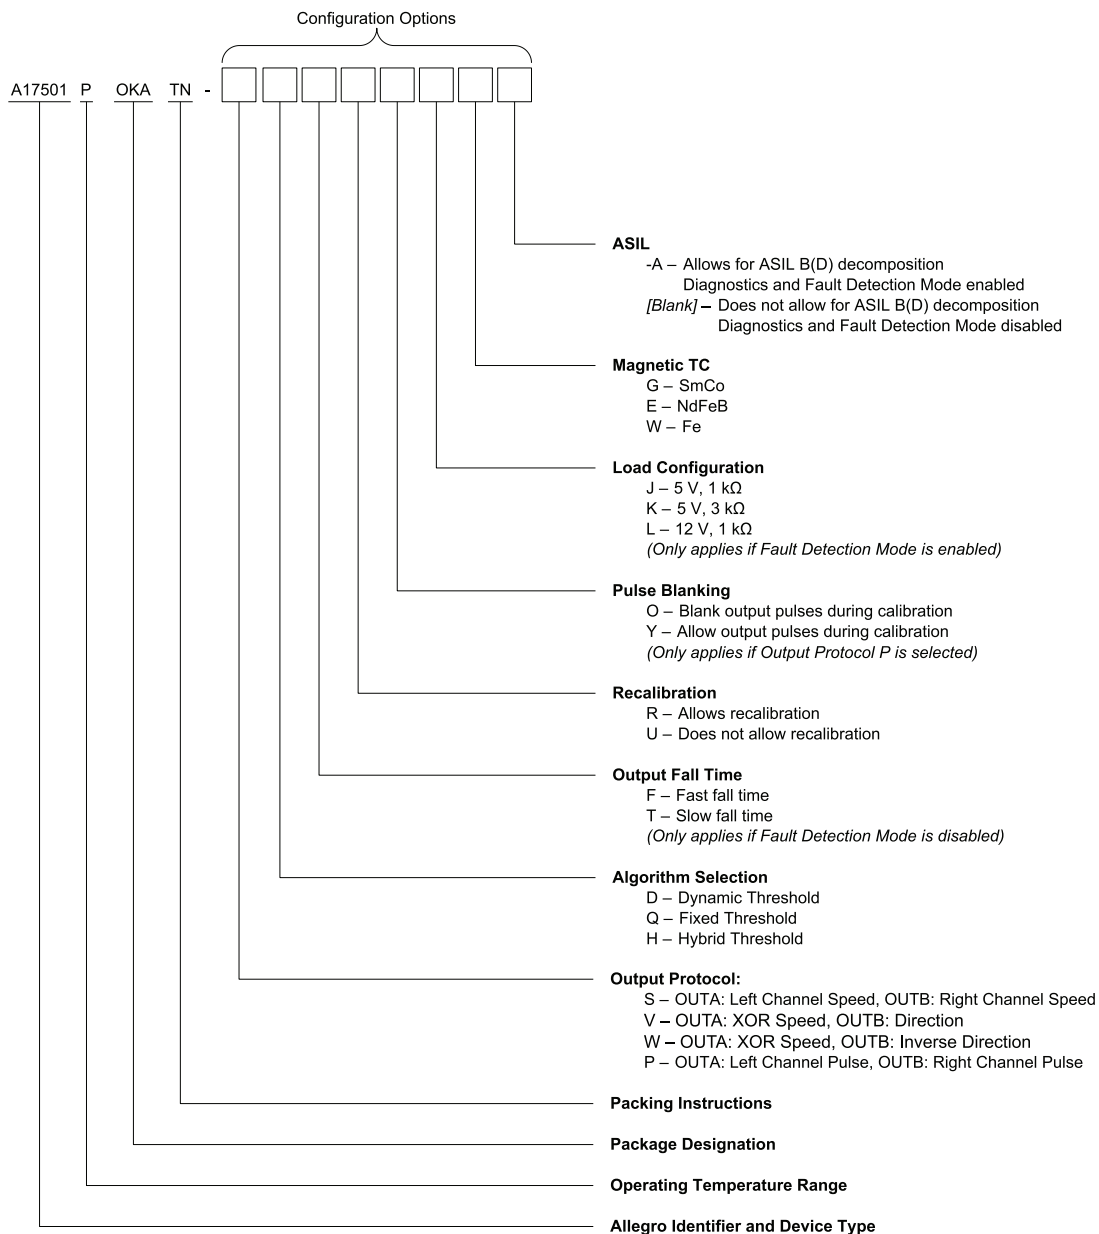 Configuration Options
A17501 P OKA TN -
ASIL
-A – Allows for ASIL B(D) decomposition
Diagnostics and Fault Detection Mode enabled
[Blank] – Does not allow for ASIL B(D) decomposition
Diagnostics and Fault Detection Mode disabled
Magnetic TC
G – SmCo
E – NdFeB
W – Fe
Load Configuration
J – 5 V, 1 kΩ
K – 5 V, 3 kΩ
L – 12 V, 1 kΩ
(Only applies if Fault Detection Mode is enabled)
Pulse Blanking
O – Blank output pulses during calibration
Y – Allow output pulses during calibration
(Only applies if Output Protocol P is selected)
Recalibration
R – Allows recalibration
U – Does not allow recalibration
Output Fall Time
F – Fast fall time
T – Slow fall time
(Only applies if Fault Detection Mode is disabled)
Algorithm Selection
D – Dynamic Threshold
Q – Fixed Threshold
H – Hybrid Threshold
Output Protocol:
S – OUTA: Left Channel Speed, OUTB: Right Channel Speed
V – OUTA: XOR Speed, OUTB: Direction
W – OUTA: XOR Speed, OUTB: Inverse Direction
P – OUTA: Left Channel Pulse, OUTB: Right Channel Pulse
Packing Instructions
Package Designation
Operating Temperature Range
Allegro Identifier and Device Type